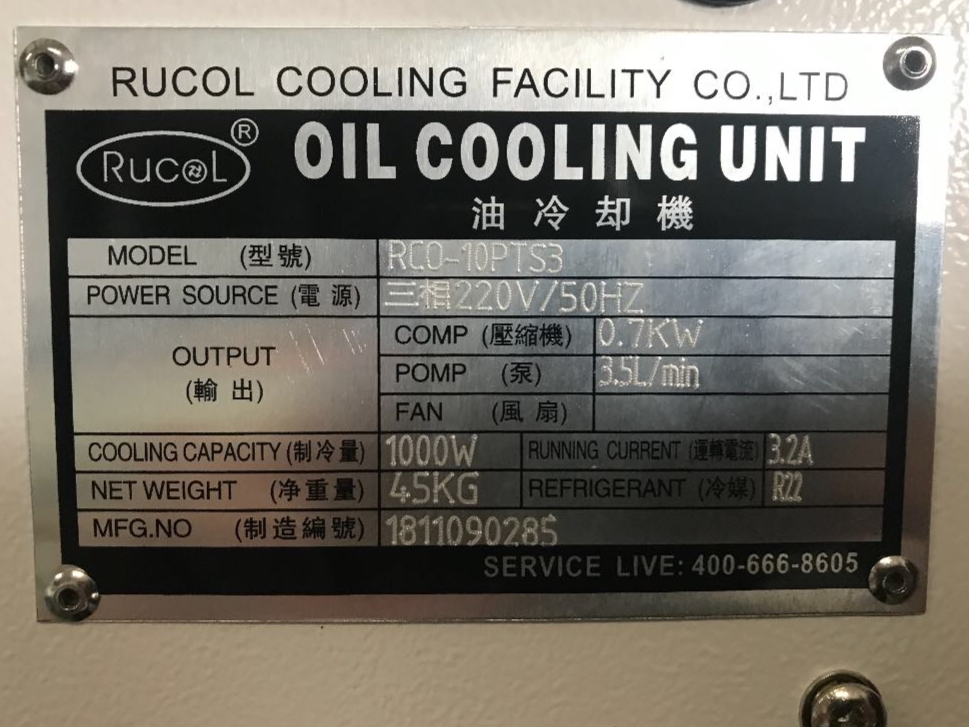 RUCOL COOLING FACILITY CO.,LTD
RucoL ® OIL COOLING UNIT
油冷却機
MODEL (型號) RCO-10PTS3
POWER SOURCE (電源) 三相220V/50HZ
OUTPUT (輸出)
COMP (壓縮機) 0.7KW
POMP (泵) 3.5L/min
FAN (風扇)
COOLING CAPACITY (制冷量) 1000W RUNNING CURRENT (運轉電流) 3.2A
NET WEIGHT (净重量) 45KG REFRIGERANT (冷媒) R22
MFG.NO (制造編號) 1811090285
SERVICE LIVE: 400-666-8605